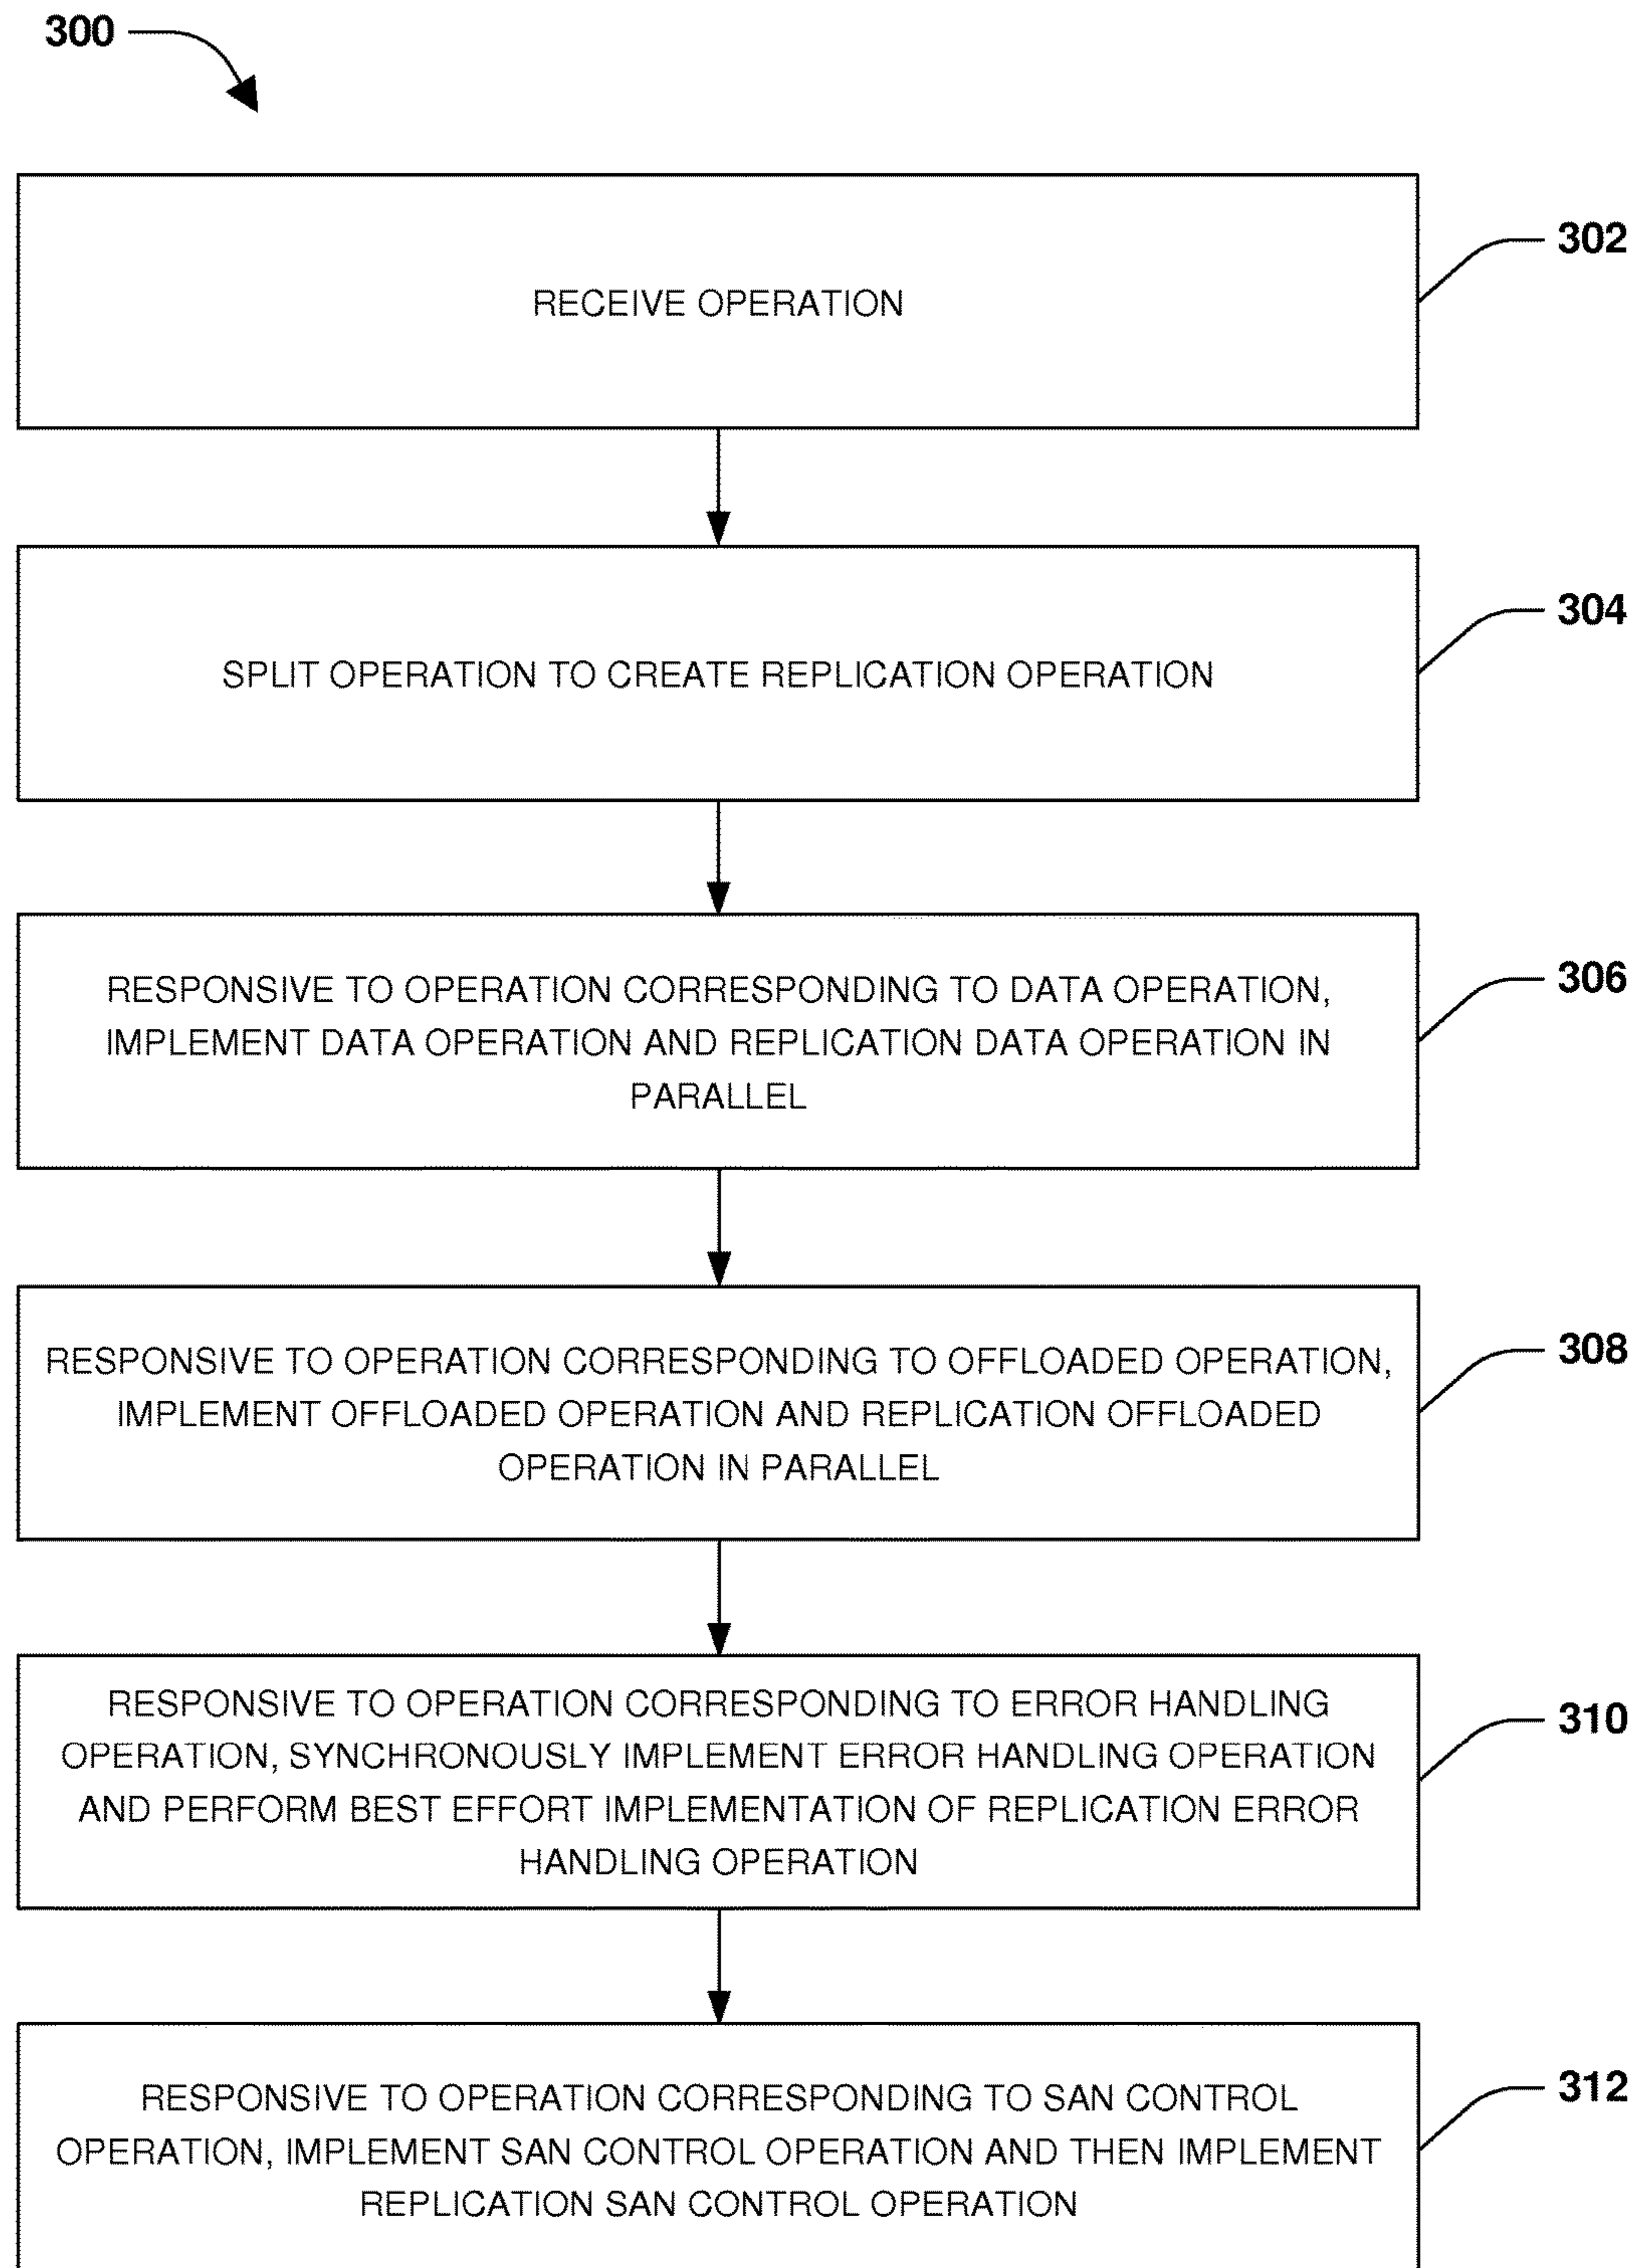 300
RECEIVE OPERATION
302
SPLIT OPERATION TO CREATE REPLICATION OPERATION
304
RESPONSIVE TO OPERATION CORRESPONDING TO DATA OPERATION,
IMPLEMENT DATA OPERATION AND REPLICATION DATA OPERATION IN
PARALLEL
306
RESPONSIVE TO OPERATION CORRESPONDING TO OFFLOADED OPERATION,
IMPLEMENT OFFLOADED OPERATION AND REPLICATION OFFLOADED
OPERATION IN PARALLEL
308
RESPONSIVE TO OPERATION CORRESPONDING TO ERROR HANDLING
OPERATION, SYNCHRONOUSLY IMPLEMENT ERROR HANDLING OPERATION
AND PERFORM BEST EFFORT IMPLEMENTATION OF REPLICATION ERROR
HANDLING OPERATION
310
RESPONSIVE TO OPERATION CORRESPONDING TO SAN CONTROL
OPERATION, IMPLEMENT SAN CONTROL OPERATION AND THEN IMPLEMENT
REPLICATION SAN CONTROL OPERATION
312